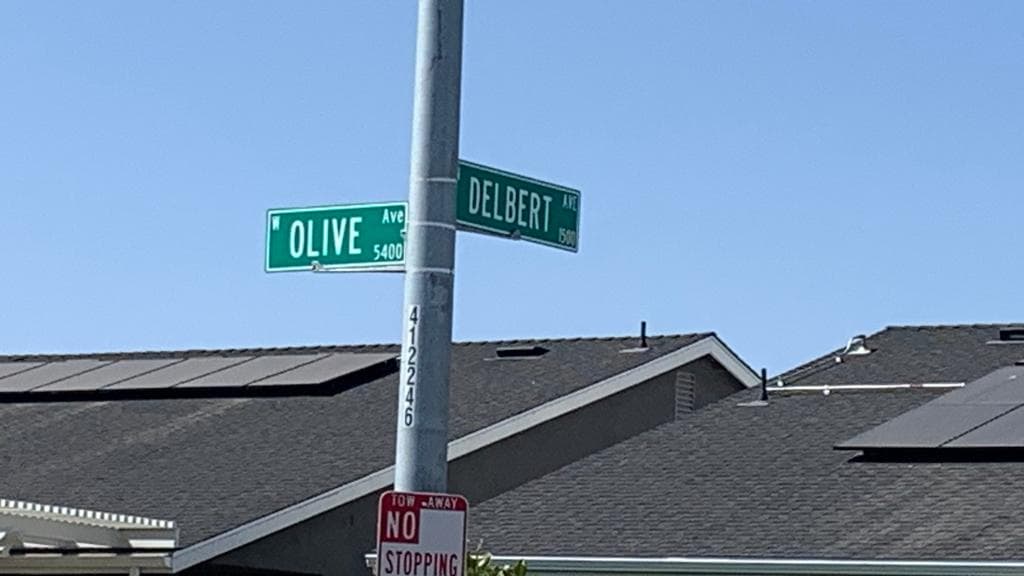 W OLIVE Ave 5400
DELBERT AVE 1500
412246
TOW-AWAY
NO
STOPPING